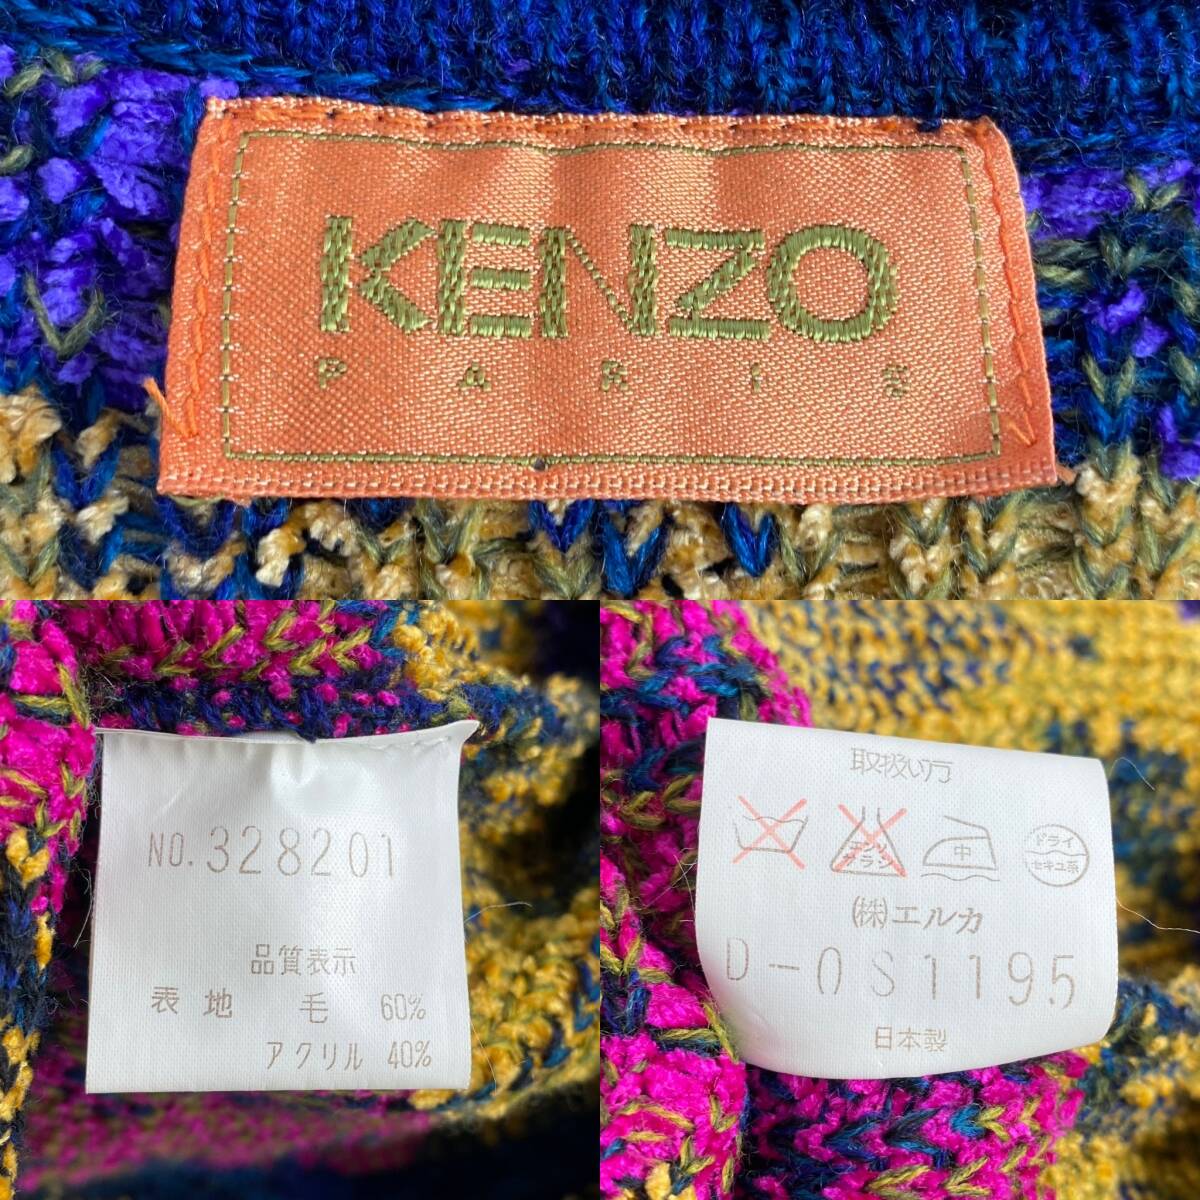 KENZO
PARIS
NO.328201
品質表示
表地 毛 60%
アクリル 40%
取扱い方
エンソ サラシ 中 ドライ セキユ系
(株)エルカ
D-0S1195
日本製